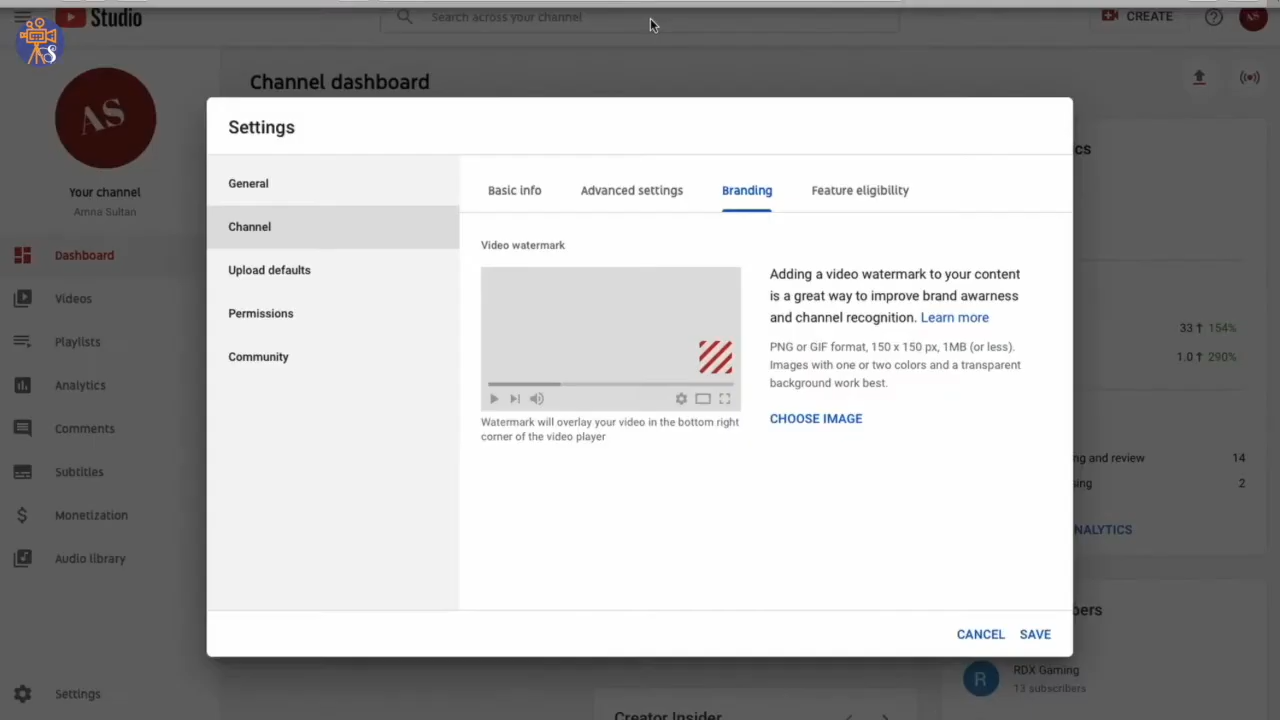 Studio
Search across your channel
CREATE
AS
S
AS
Your channel
Amna Sultan
Dashboard
Videos
Playlists
Analytics
Comments
Subtitles
Monetization
Audio library
Settings
Channel dashboard
Settings
General
Channel
Upload defaults
Permissions
Community
Basic info
Advanced settings
Branding
Feature eligibility
Video watermark
Watermark will overlay your video in the bottom right
corner of the video player
Adding a video watermark to your content
is a great way to improve brand awarness
and channel recognition. Learn more
PNG or GIF format, 150 x 150 px, 1MB (or less).
Images with one or two colors and a transparent
background work best.
CHOOSE IMAGE
CANCEL SAVE
cs
33 154%
1.0 290%
ng and review 14
sing 2
NALYTICS
bers
R
RDX Gaming
13 subscribers
Creator Insider